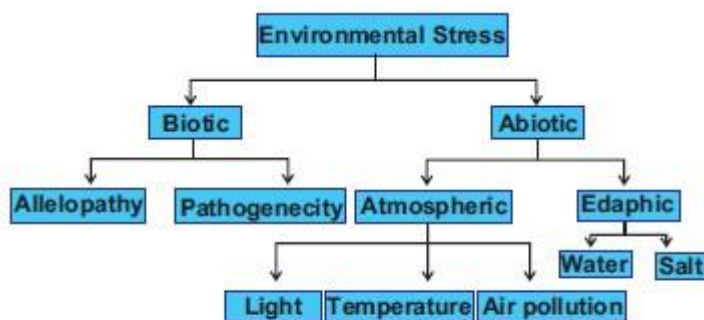 Environmental Stress
Biotic
Abiotic
Allelopathy
Pathogenecity
Atmospheric
Edaphic
Water
Salt
Light
Temperature
Air pollution